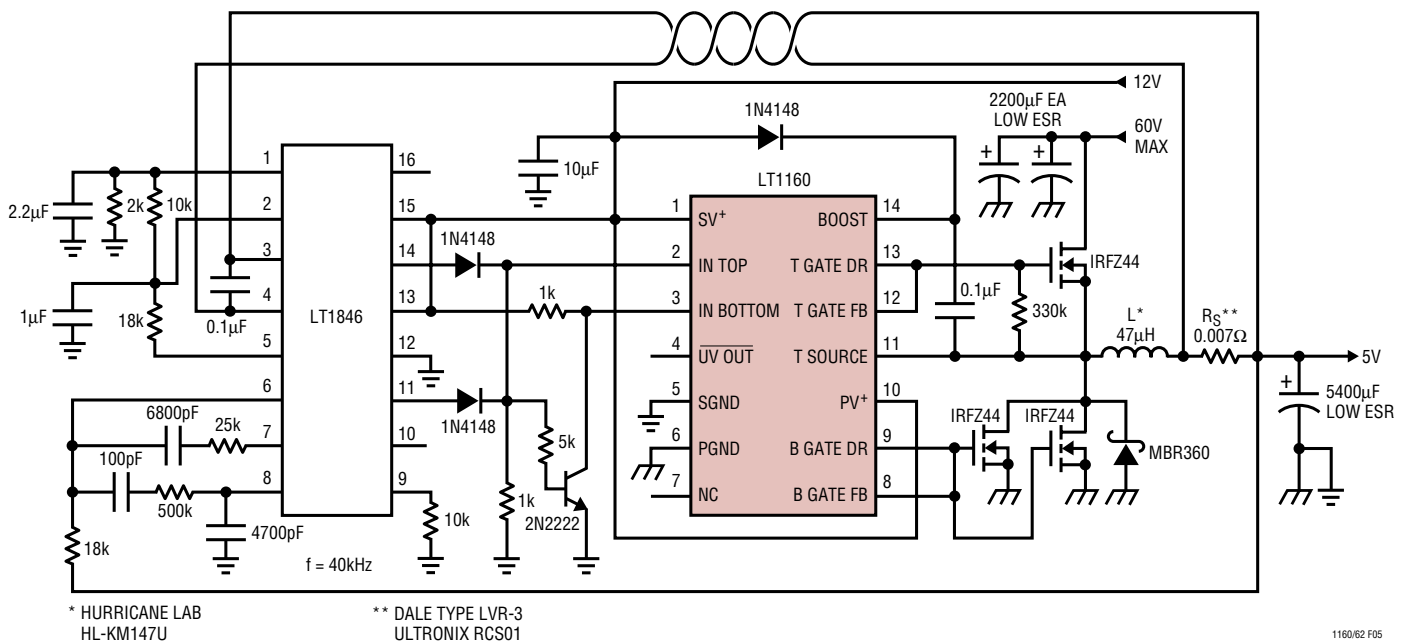 12V
1N4148
2200µF EA
LOW ESR
60V
MAX
10µF
LT1160
1
16
2.2µF
2k
10k
2
15
1
SV+
BOOST
14
3
14
1N4148
2
IN TOP
T GATE DR
13
IRFZ44
4
13
1k
3
IN BOTTOM
T GATE FB
12
0.1µF
330k
1µF
18k
0.1µF
LT1846
L*
47µH
RS**
0.007Ω
5
12
4
UV OUT
T SOURCE
11
5V
6
11
5
SGND
PV+
10
5400µF
LOW ESR
6800pF
25k
7
1N4148
10
5k
6
PGND
B GATE DR
9
IRFZ44
IRFZ44
MBR360
100pF
500k
8
9
1k
7
NC
B GATE FB
8
18k
4700pF
10k
2N2222
f = 40kHz
* HURRICANE LAB
HL-KM147U
** DALE TYPE LVR-3
ULTRONIX RCS01
1160/62 F05
+
+
+